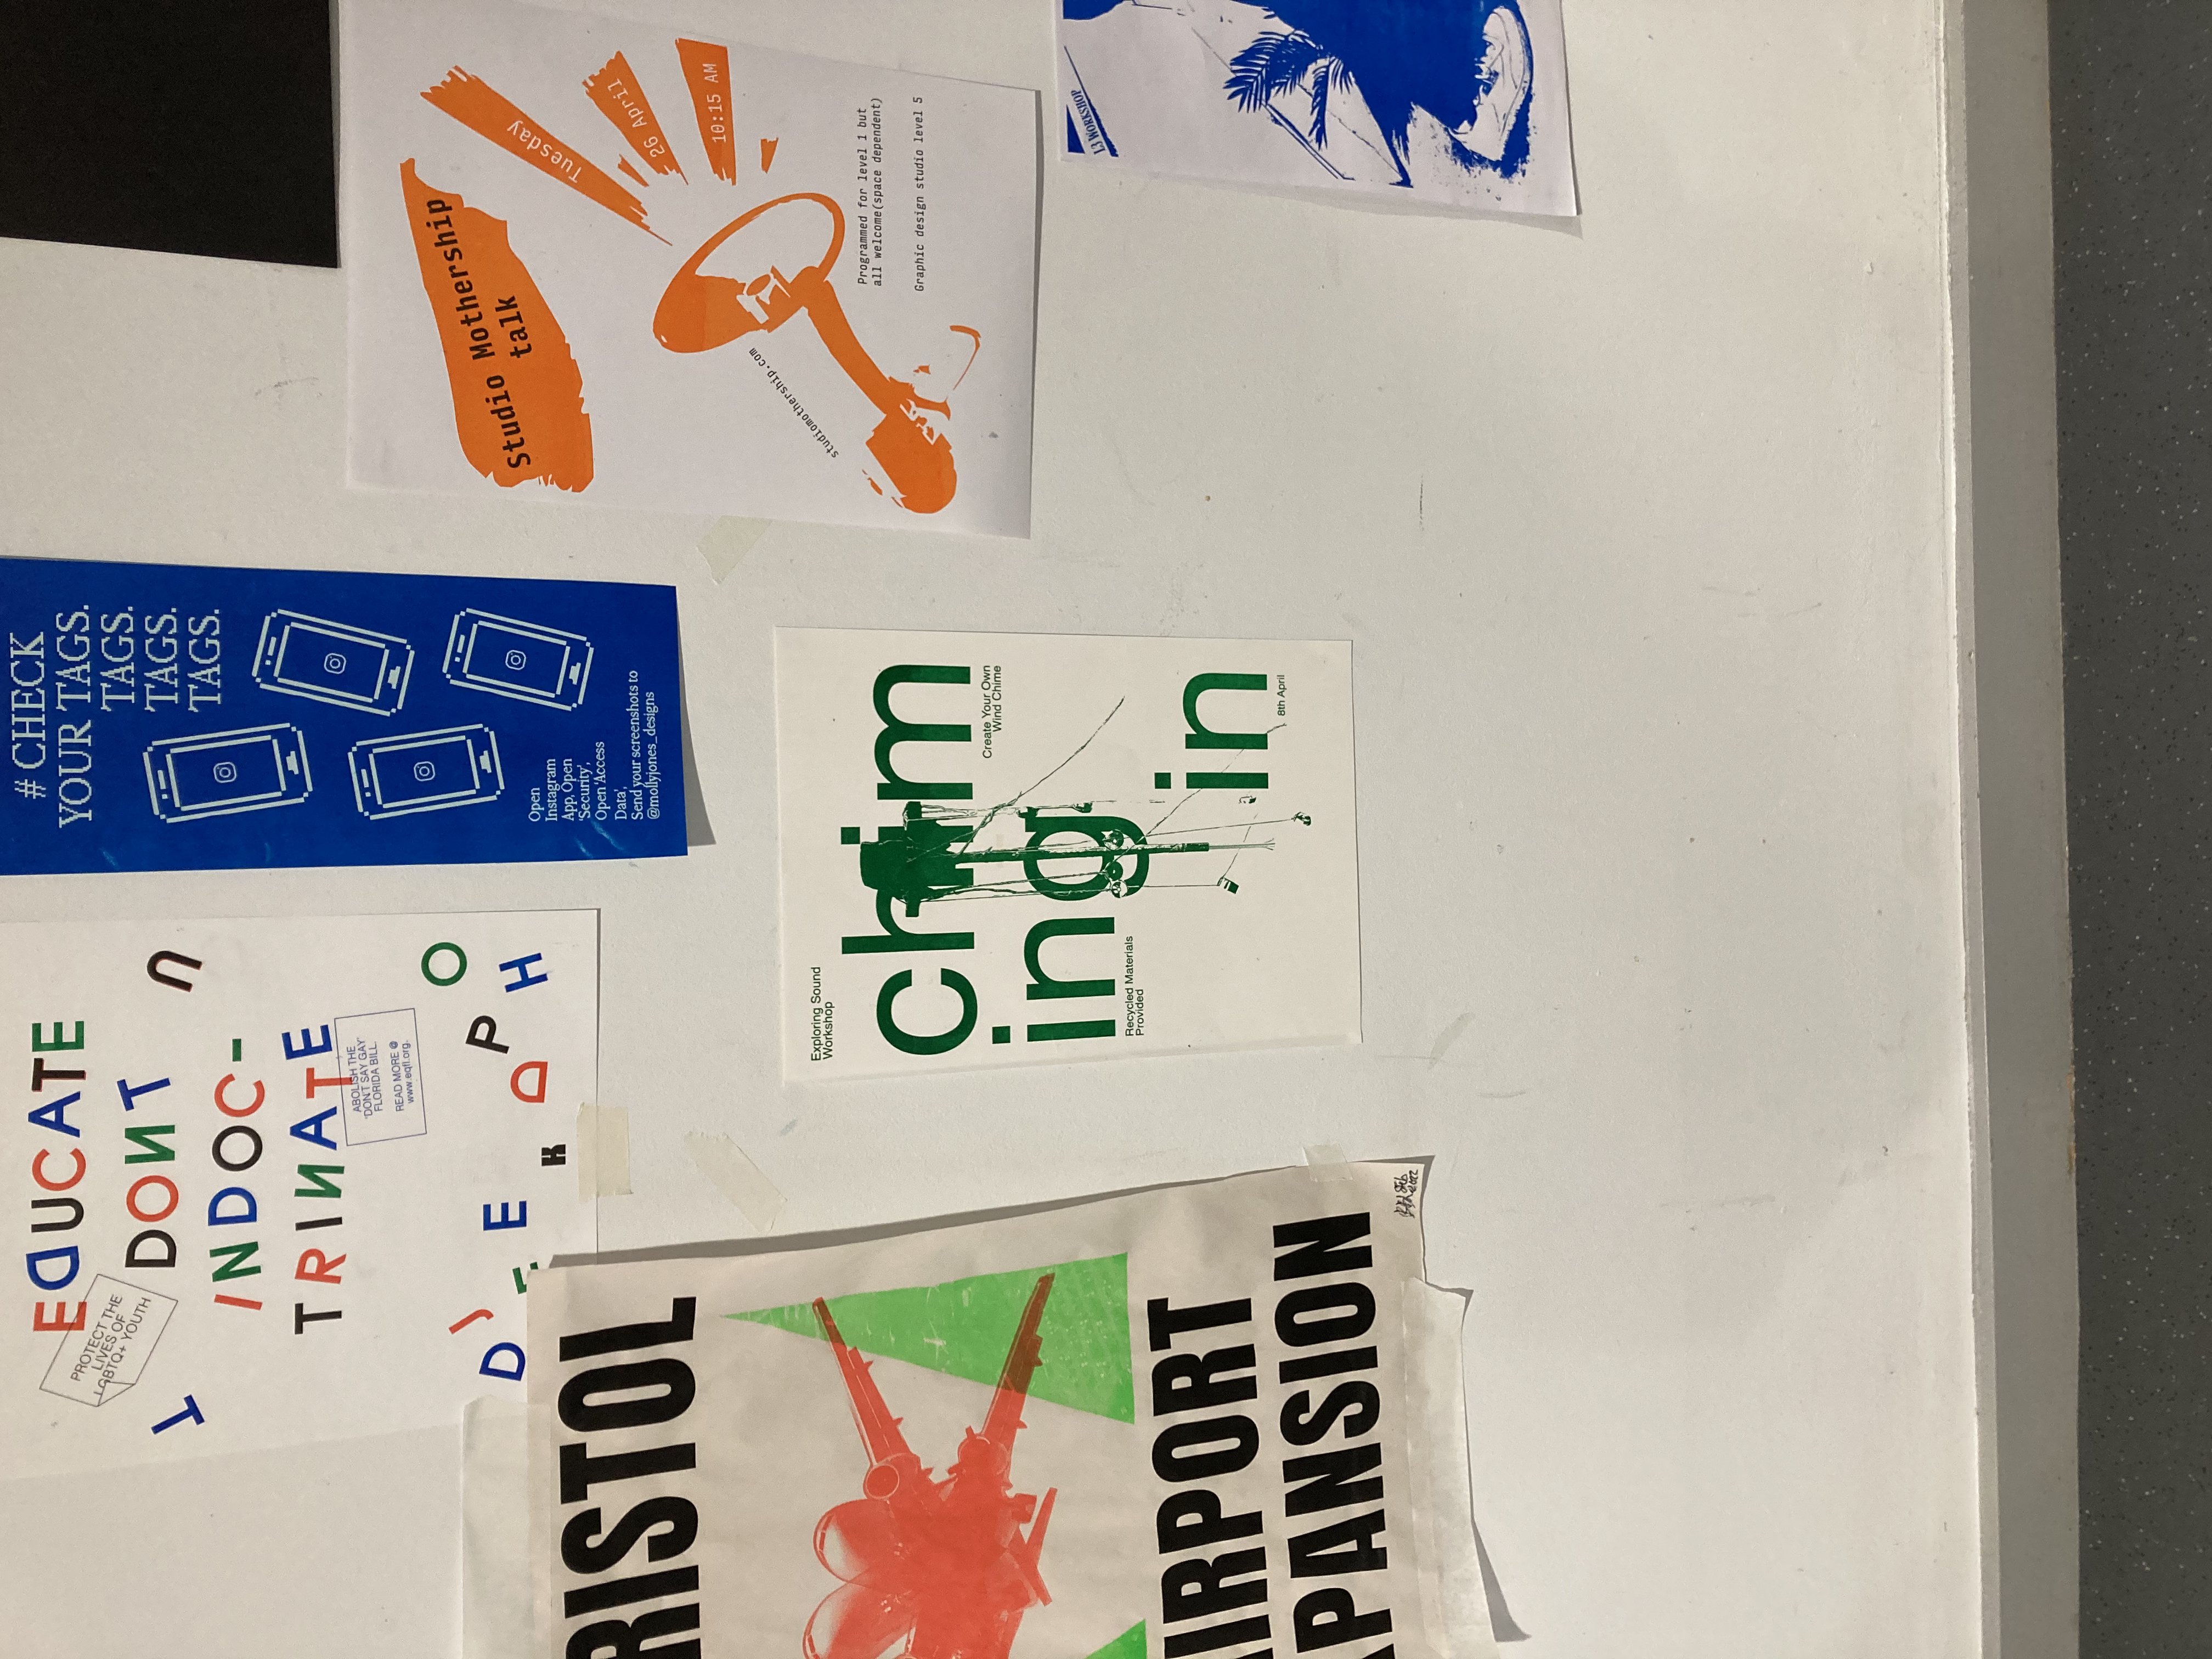 EDUCATE
DONT
INDOC-
TRINATE
PROTECT THE
LIVES OF
LGBTQ+ YOUTH
T
U
ABOLISH THE
'DON'T SAY GAY'
FLORIDA BILL.
READ MORE @
www.eqfl.org.
D J E E K D P H O
# CHECK
YOUR TAGS.
TAGS.
TAGS.
TAGS.
Open
Instagram
App, Open
'Security',
Open 'Access
Data',
Send your screenshots to
@mollyjones_designs
Studio Mothership
talk
Tuesday
26 April
10:15 AM
studiomothership.com
Programmed for level 1 but
all welcome(space dependent)
Graphic design studio level 5
RISTOL
AIRPORT
XPANSION
Exploring Sound
Workshop
chim
Create Your Own
Wind Chime
ing
Recycled Materials
Provided
in
8th April
L3 WORKSHOP